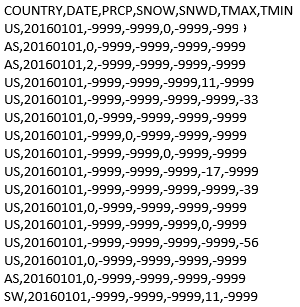 COUNTRY,DATE,PRCP,SNOW,SNWD,TMAX,TMIN
US,20160101,-9999,-9999,0,-9999,-9999
AS,20160101,0,-9999,-9999,-9999,-9999
AS,20160101,2,-9999,-9999,-9999,-9999
US,20160101,-9999,-9999,-9999,11,-9999
US,20160101,-9999,-9999,-9999,-9999,-33
US,20160101,0,-9999,-9999,-9999,-9999
US,20160101,-9999,0,-9999,-9999,-9999
US,20160101,-9999,-9999,0,-9999,-9999
US,20160101,-9999,-9999,-9999,-17,-9999
US,20160101,-9999,-9999,-9999,-9999,-39
US,20160101,0,-9999,-9999,-9999,-9999
US,20160101,-9999,-9999,-9999,0,-9999
US,20160101,-9999,-9999,-9999,-9999,-56
US,20160101,0,-9999,-9999,-9999,-9999
AS,20160101,0,-9999,-9999,-9999,-9999
SW,20160101,-9999,-9999,-9999,11,-9999